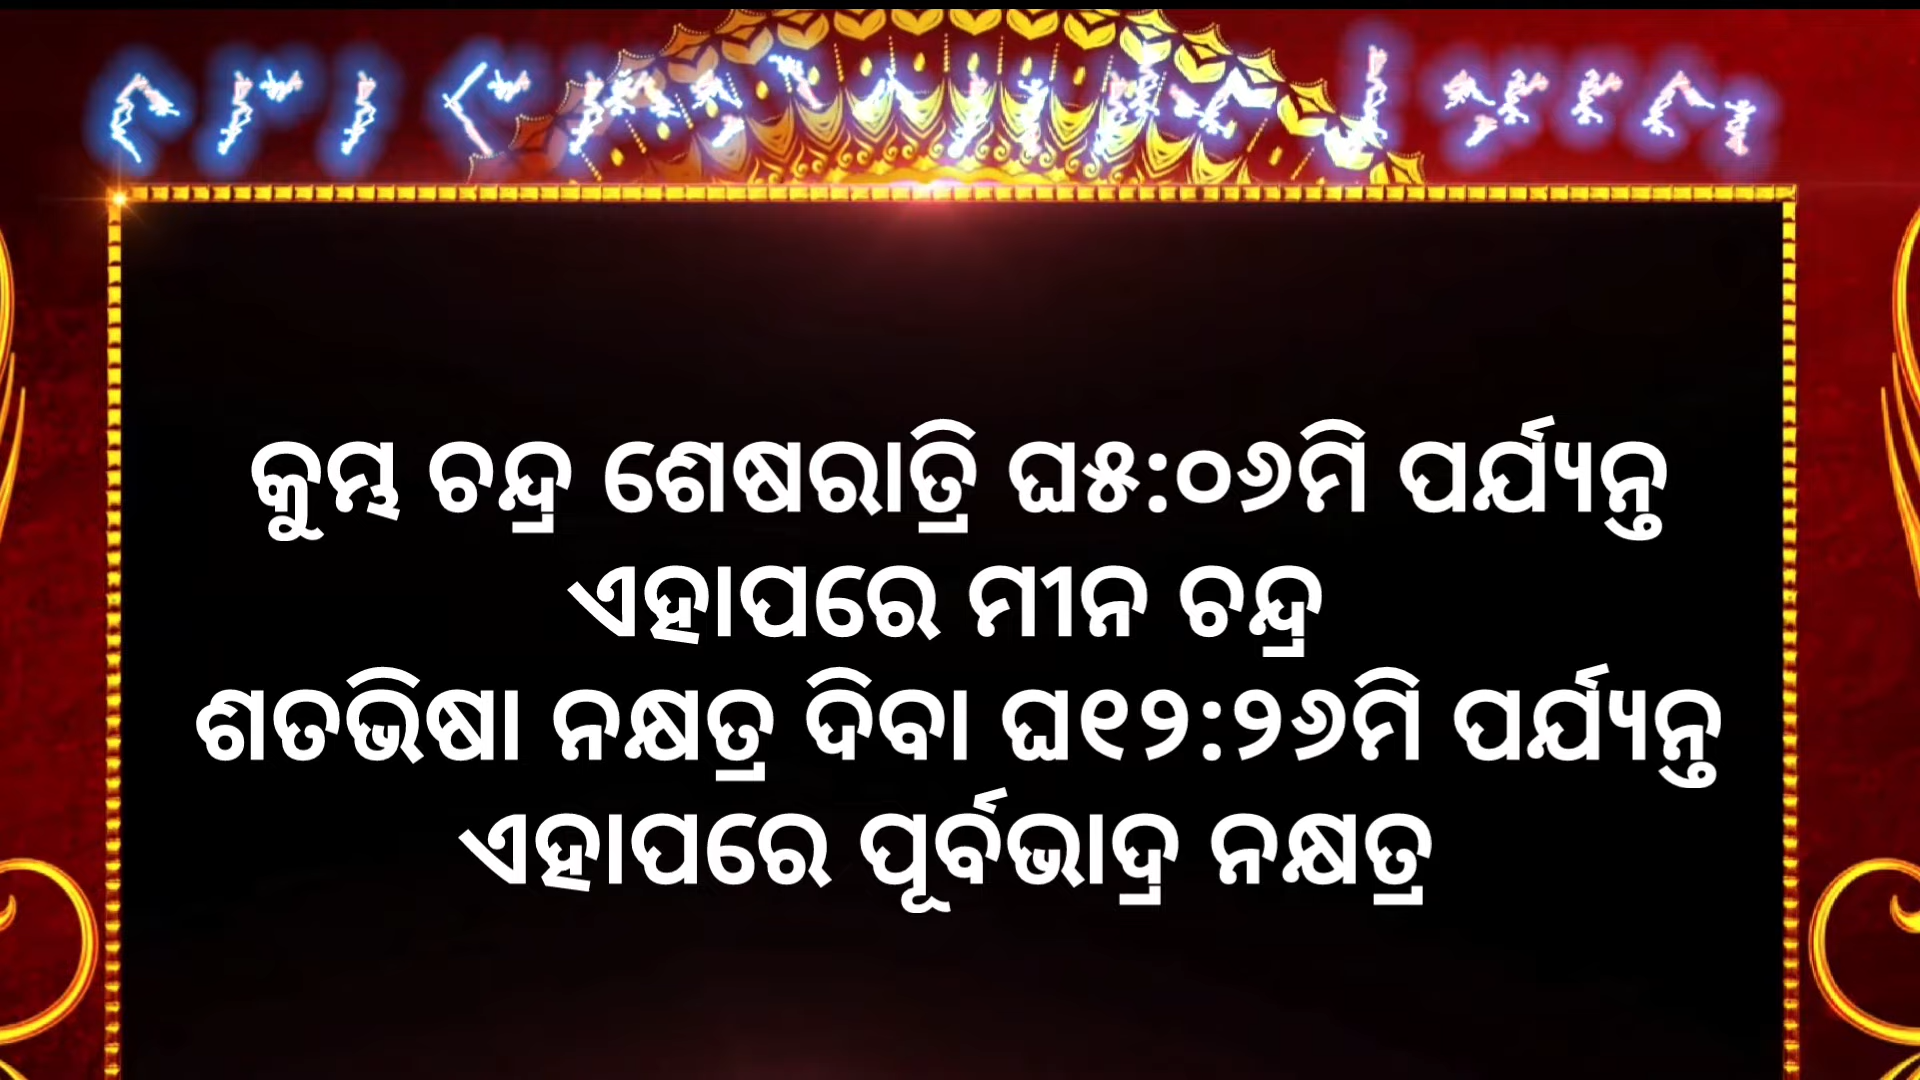 କୁମ୍ଭ ଚନ୍ଦ୍ର ଶେଷରାତ୍ରି ଘ୫:୦୬ମି ପର୍ଯ୍ୟନ୍ତ
ଏହାପରେ ମୀନ ଚନ୍ଦ୍ର
ଶତଭିଷା ନକ୍ଷତ୍ର ଦିବା ଘ୧୨:୨୬ମି ପର୍ଯ୍ୟନ୍ତ
ଏହାପରେ ପୂର୍ବଭାଦ୍ର ନକ୍ଷତ୍ର